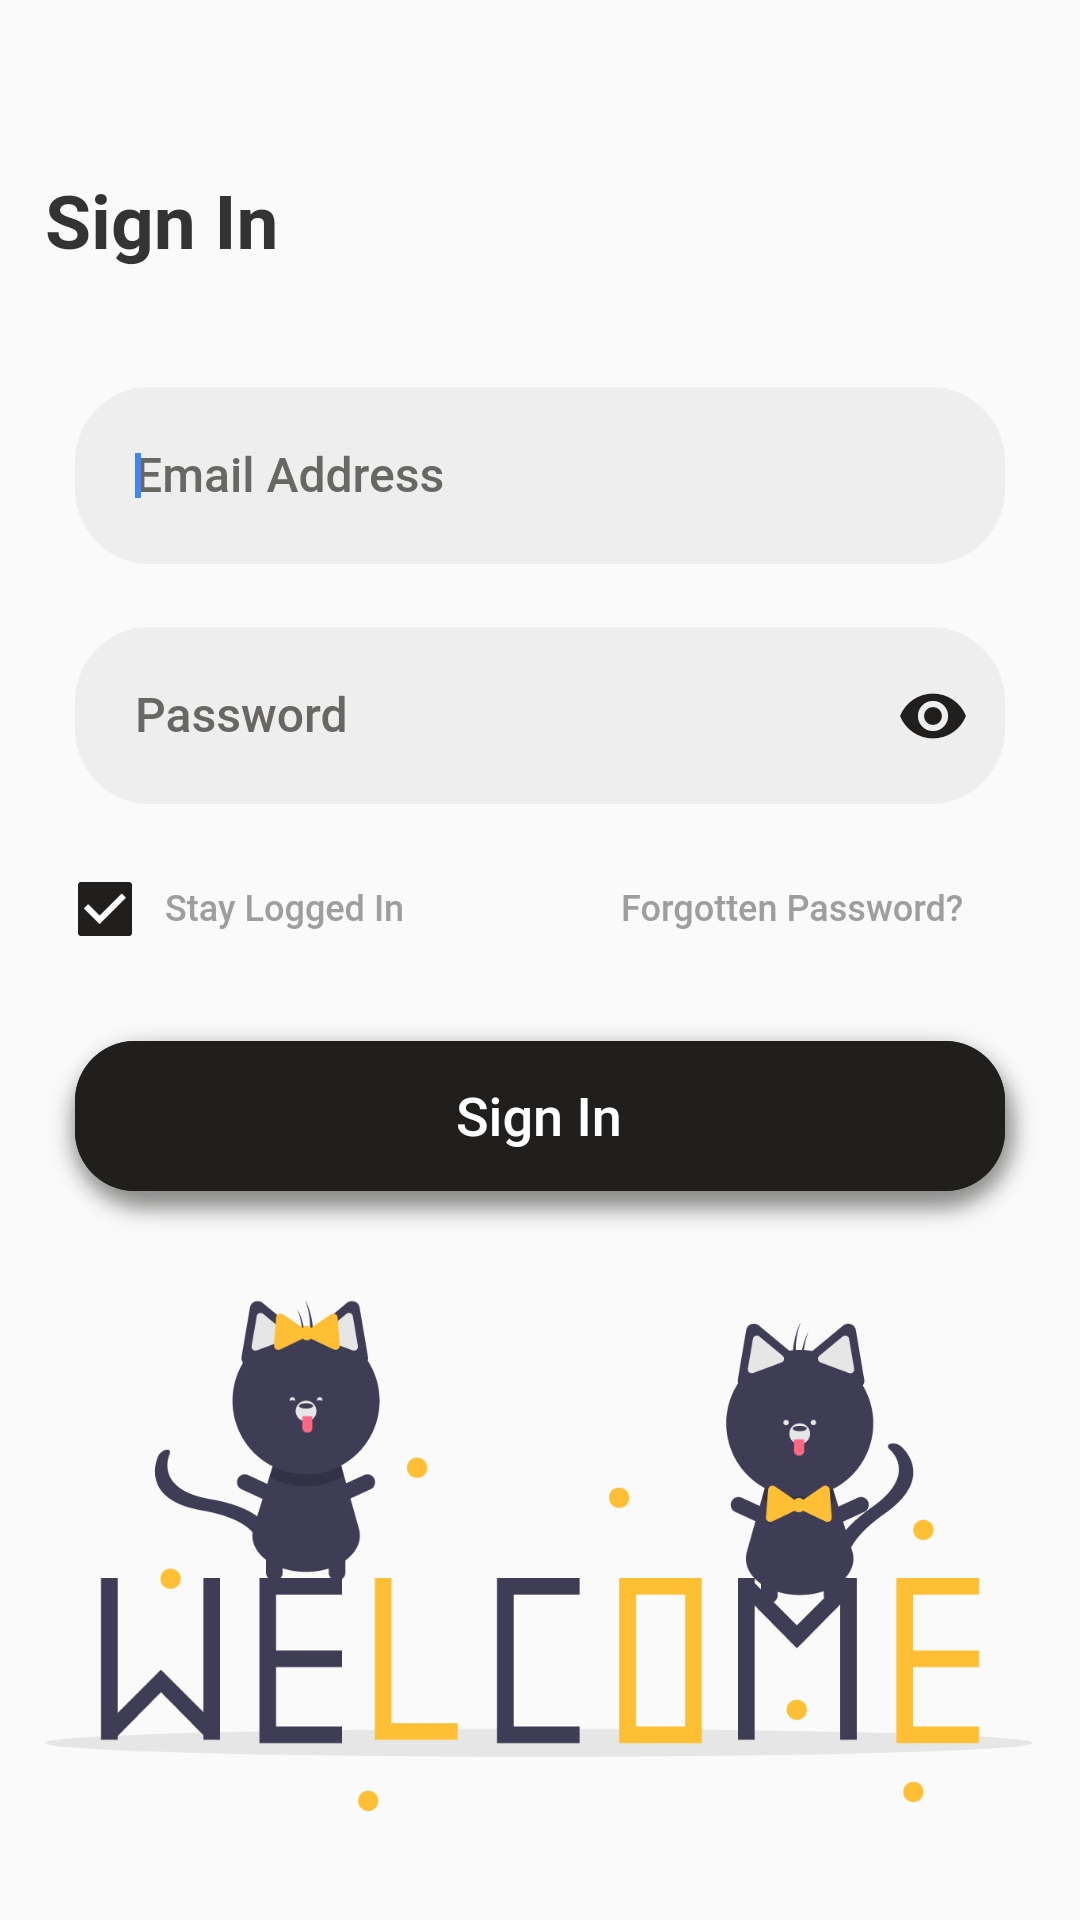 Sign In
Email Address
Password
Stay Logged In
Forgotten Password?
Sign In
WELCOME